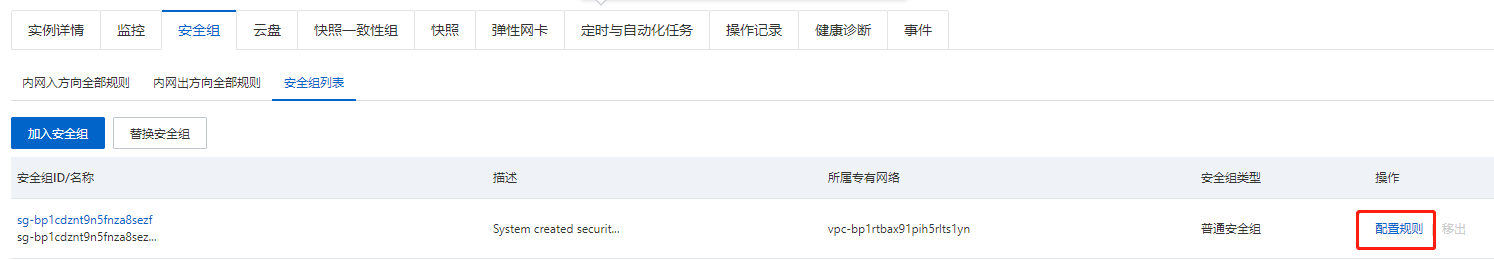 实例详情 监控 安全组 云盘 快照一致性组 快照 弹性网卡 定时与自动化任务 操作记录 健康诊断 事件
内网入方向全部规则 内网出方向全部规则 安全组列表
加入安全组 替换安全组
安全组ID/名称 描述 所属专有网络 安全组类型 操作
sg-bp1cdznt9n5fnza8sezf
sg-bp1cdznt9n5fnza8sez... System created securit... vpc-bp1rtbax91pih5rlts1yn 普通安全组 配置规则 移出